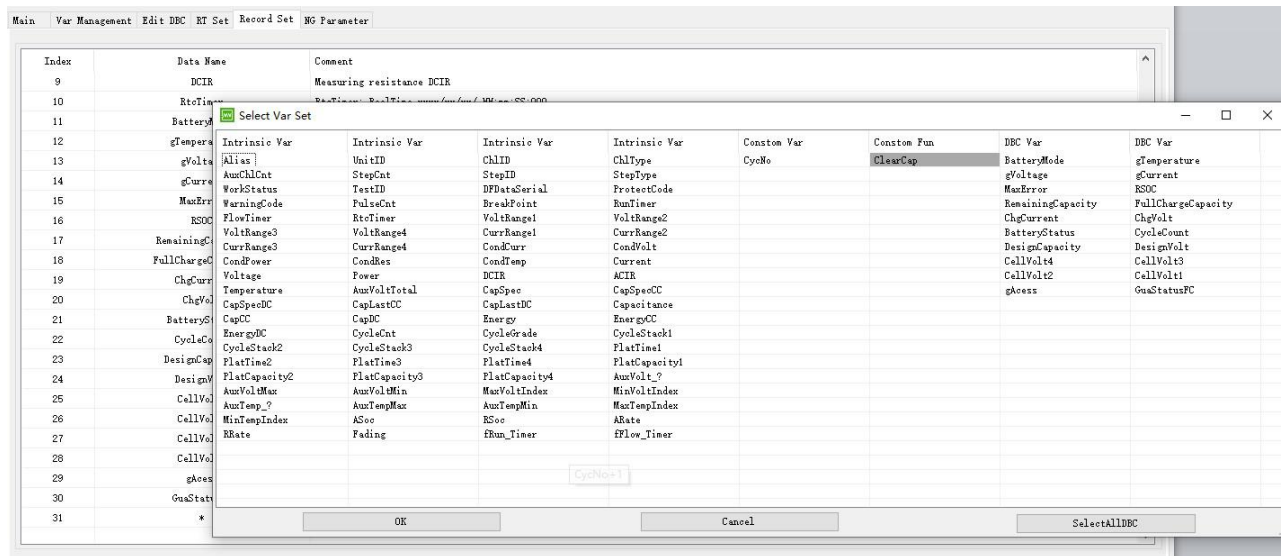 Main Var Management Edit DBC RT Set Record Set NG Parameter
Index Data Name Comment
9 DCIR Measuring resistance DCIR
10
11
12
13
14
15
16 RSOC
17
18
19
20
21
22
23
24
25
26
27
28
29
30
31 *
Select Var Set
Intrinsic Var Intrinsic Var Intrinsic Var Intrinsic Var Constom Var Constom Fun DBC Var DBC Var
Alias UnitID ChlID ChlType CycNo ClearCap BatteryMode gTemperature
AuxChlCnt StepCnt StepID StepType gVoltage gCurrent
WorkStatus TestID DFDataSerial ProtectCode MaxError RSOC
WarningCode PulseCnt BreakPoint RunTimer RemainingCapacity FullChargeCapacity
FlowTimer RtcTimer VoltRange1 VoltRange2 ChgCurrent ChgVolt
VoltRange3 VoltRange4 CurrRange1 CurrRange2 BatteryStatus CycleCount
CurrRange3 CurrRange4 CondCurr CondVolt DesignCapacity DesignVolt
CondPower CondRes CondTemp Current CellVolt4 CellVolt3
Voltage Power DCIR ACIR CellVolt2 CellVolt1
Temperature AuxVoltTotal CapSpec CapSpecCC gAcess GuaStatusFC
CapSpecDC CapLastCC CapLastDC Capacitance
CapCC CapDC Energy EnergyCC
EnergyDC CycleCnt CycleGrade CycleStack1
CycleStack2 CycleStack3 CycleStack4 PlatTime1
PlatTime2 PlatTime3 PlatTime4 PlatCapacity1
PlatCapacity2 PlatCapacity3 PlatCapacity4 AuxVolt_?
AuxVoltMax AuxVoltMin MaxVoltIndex MinVoltIndex
AuxTemp_? AuxTempMax AuxTempMin MaxTempIndex
MinTempIndex ASoc RSoc ARate
RRate Fading fRun_Timer fFlow_Timer
CycNo+1
OK Cancel SelectAllDBC